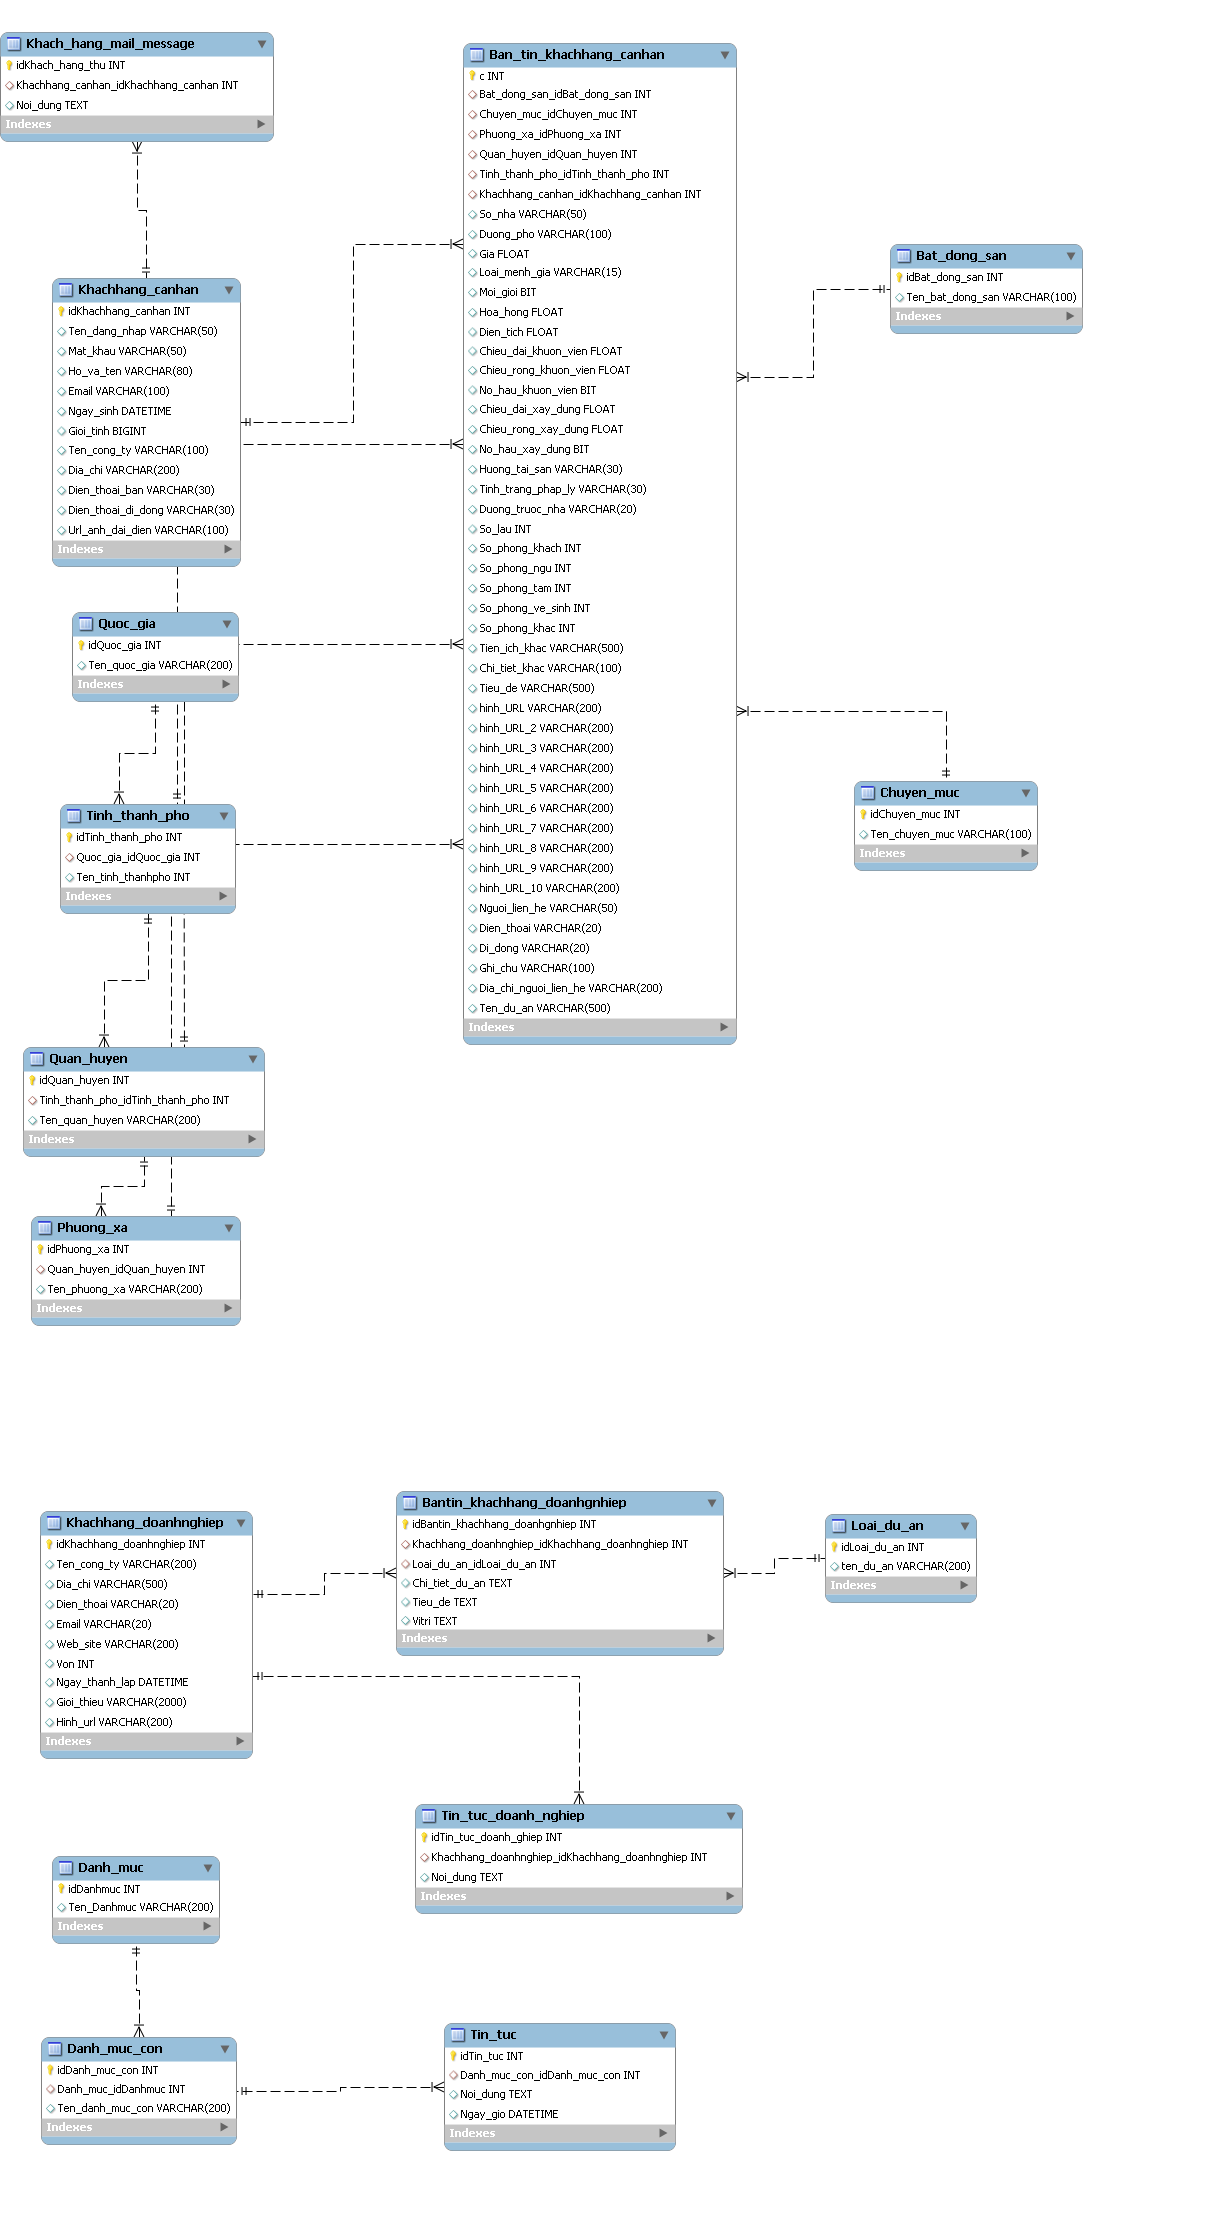 Khach_hang_mail_message
idKhach_hang_thu INT
Khachhang_canhan_idKhachhang_canhan INT
Noi_dung TEXT
Indexes
Khachhang_canhan
idKhachhang_canhan INT
Ten_dang_nhap VARCHAR(50)
Mat_khau VARCHAR(50)
Ho_va_ten VARCHAR(80)
Email VARCHAR(100)
Ngay_sinh DATETIME
Gioi_tinh BIGINT
Ten_cong_ty VARCHAR(100)
Dia_chi VARCHAR(200)
Dien_thoai_ban VARCHAR(30)
Dien_thoai_di_dong VARCHAR(30)
Url_anh_dai_dien VARCHAR(100)
Indexes
Quoc_gia
idQuoc_gia INT
Ten_quoc_gia VARCHAR(200)
Indexes
Tinh_thanh_pho
idTinh_thanh_pho INT
Quoc_gia_idQuoc_gia INT
Ten_tinh_thanhpho INT
Indexes
Quan_huyen
idQuan_huyen INT
Tinh_thanh_pho_idTinh_thanh_pho INT
Ten_quan_huyen VARCHAR(200)
Indexes
Phuong_xa
idPhuong_xa INT
Quan_huyen_idQuan_huyen INT
Ten_phuong_xa VARCHAR(200)
Indexes
Ban_tin_khachhang_canhan
c INT
Bat_dong_san_idBat_dong_san INT
Chuyen_muc_idChuyen_muc INT
Phuong_xa_idPhuong_xa INT
Quan_huyen_idQuan_huyen INT
Tinh_thanh_pho_idTinh_thanh_pho INT
Khachhang_canhan_idKhachhang_canhan INT
So_nha VARCHAR(50)
Duong_pho VARCHAR(100)
Gia FLOAT
Loai_menh_gia VARCHAR(15)
Moi_gioi BIT
Hoa_hong FLOAT
Dien_tich FLOAT
Chieu_dai_khuon_vien FLOAT
Chieu_rong_khuon_vien FLOAT
No_hau_khuon_vien BIT
Chieu_dai_xay_dung FLOAT
Chieu_rong_xay_dung FLOAT
No_hau_xay_dung BIT
Huong_tai_san VARCHAR(30)
Tinh_trang_phap_ly VARCHAR(30)
Duong_truoc_nha VARCHAR(20)
So_lau INT
So_phong_khach INT
So_phong_ngu INT
So_phong_tam INT
So_phong_ve_sinh INT
So_phong_khac INT
Tien_ich_khac VARCHAR(500)
Chi_tiet_khac VARCHAR(100)
Tieu_de VARCHAR(500)
hinh_URL VARCHAR(200)
hinh_URL_2 VARCHAR(200)
hinh_URL_3 VARCHAR(200)
hinh_URL_4 VARCHAR(200)
hinh_URL_5 VARCHAR(200)
hinh_URL_6 VARCHAR(200)
hinh_URL_7 VARCHAR(200)
hinh_URL_8 VARCHAR(200)
hinh_URL_9 VARCHAR(200)
hinh_URL_10 VARCHAR(200)
Nguoi_lien_he VARCHAR(50)
Dien_thoai VARCHAR(20)
Di_dong VARCHAR(20)
Ghi_chu VARCHAR(100)
Dia_chi_nguoi_lien_he VARCHAR(200)
Ten_du_an VARCHAR(500)
Indexes
Bat_dong_san
idBat_dong_san INT
Ten_bat_dong_san VARCHAR(100)
Indexes
Chuyen_muc
idChuyen_muc INT
Ten_chuyen_muc VARCHAR(100)
Indexes
Khachhang_doanhnghiep
idKhachhang_doanhnghiep INT
Ten_cong_ty VARCHAR(200)
Dia_chi VARCHAR(500)
Dien_thoai VARCHAR(20)
Email VARCHAR(20)
Web_site VARCHAR(200)
Von INT
Ngay_thanh_lap DATETIME
Gioi_thieu VARCHAR(2000)
Hinh_url VARCHAR(200)
Indexes
Bantin_khachhang_doanhgnhiep
idBantin_khachhang_doanhgnhiep INT
Khachhang_doanhnghiep_idKhachhang_doanhnghiep INT
Loai_du_an_idLoai_du_an INT
Chi_tiet_du_an TEXT
Tieu_de TEXT
Vitri TEXT
Indexes
Loai_du_an
idLoai_du_an INT
ten_du_an VARCHAR(200)
Indexes
Tin_tuc_doanh_nghiep
idTin_tuc_doanh_ghiep INT
Khachhang_doanhnghiep_idKhachhang_doanhnghiep INT
Noi_dung TEXT
Indexes
Danh_muc
idDanhmuc INT
Ten_Danhmuc VARCHAR(200)
Indexes
Danh_muc_con
idDanh_muc_con INT
Danh_muc_idDanhmuc INT
Ten_danh_muc_con VARCHAR(200)
Indexes
Tin_tuc
idTin_tuc INT
Danh_muc_con_idDanh_muc_con INT
Noi_dung TEXT
Ngay_gio DATETIME
Indexes